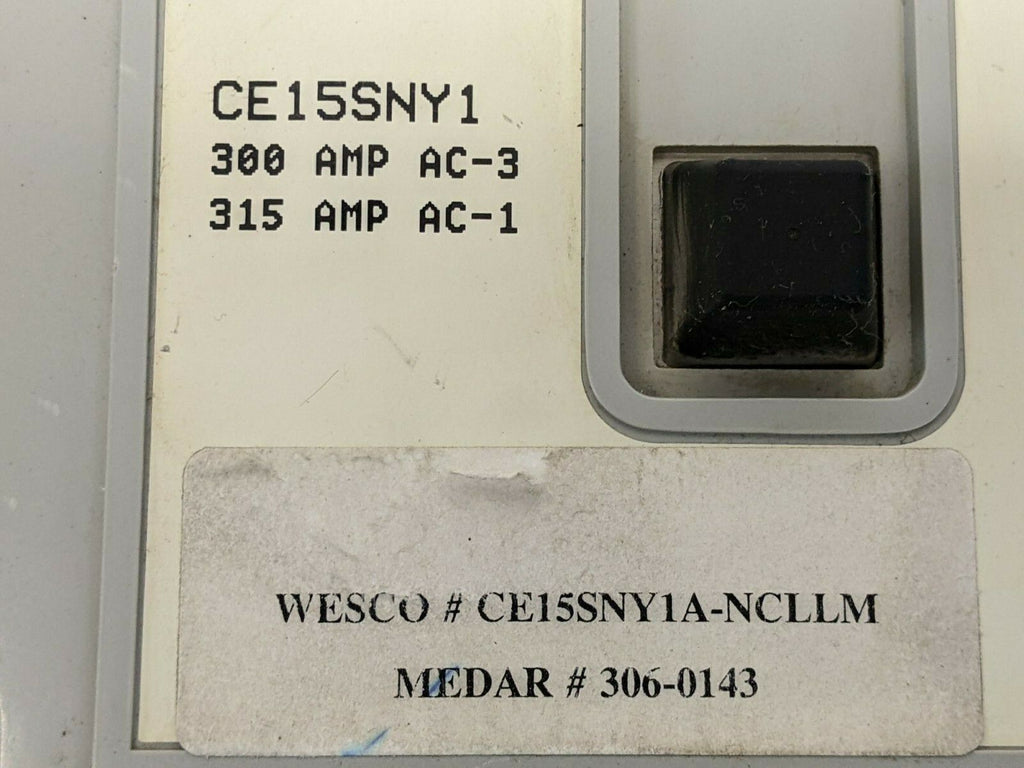 CE15SNY1
300 AMP AC-3
315 AMP AC-1
WESCO # CE15SNY1A-NCLLM
MEDAR # 306-0143